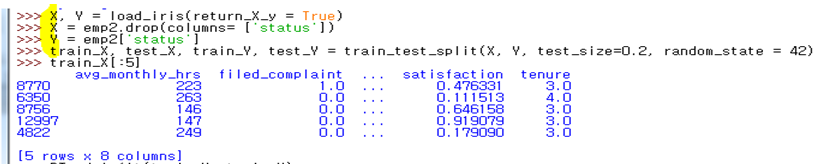 >>> X, Y = load_iris(return_X_y = True)
>>> X = emp2.drop(columns= ['status'])
>>> Y = emp2['status']
>>> train_X, test_X, train_Y, test_Y = train_test_split(X, Y, test_size=0.2, random_state = 42)
>>> train_X[:5]
avg_monthly_hrs filed_complaint ... satisfaction tenure
8770 223 1.0 ... 0.476331 3.0
6350 263 0.0 ... 0.111513 4.0
8756 146 0.0 ... 0.646158 3.0
12997 147 0.0 ... 0.919079 3.0
4822 249 0.0 ... 0.179090 3.0
[5 rows x 8 columns]